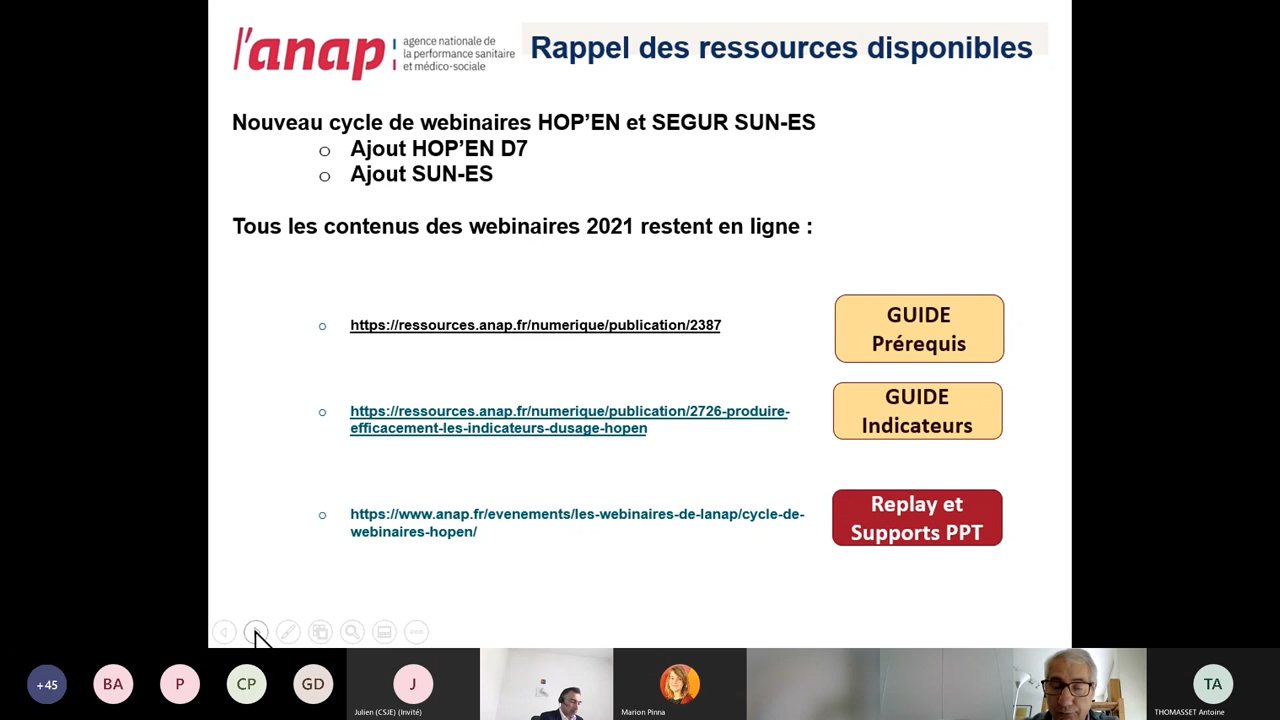 l'anap
agence nationale de
la performance sanitaire
et médico-sociale
Rappel des ressources disponibles
Nouveau cycle de webinaires HOP'EN et SEGUR SUN-ES
o Ajout HOP'EN D7
o Ajout SUN-ES
Tous les contenus des webinaires 2021 restent en ligne :
o https://ressources.anap.fr/numerique/publication/2387
GUIDE
Prérequis
o https://ressources.anap.fr/numerique/publication/2726-produire-
efficacement-les-indicateurs-dusage-hopen
GUIDE
Indicateurs
o https://www.anap.fr/evenements/les-webinaires-de-lanap/cycle-de-
webinaires-hopen/
Replay et
Supports PPT
+45
BA
P
CP
GD
J
Julien (CSJE) (Invité)
Marion Pinna
TA
THOMASSET Antoine